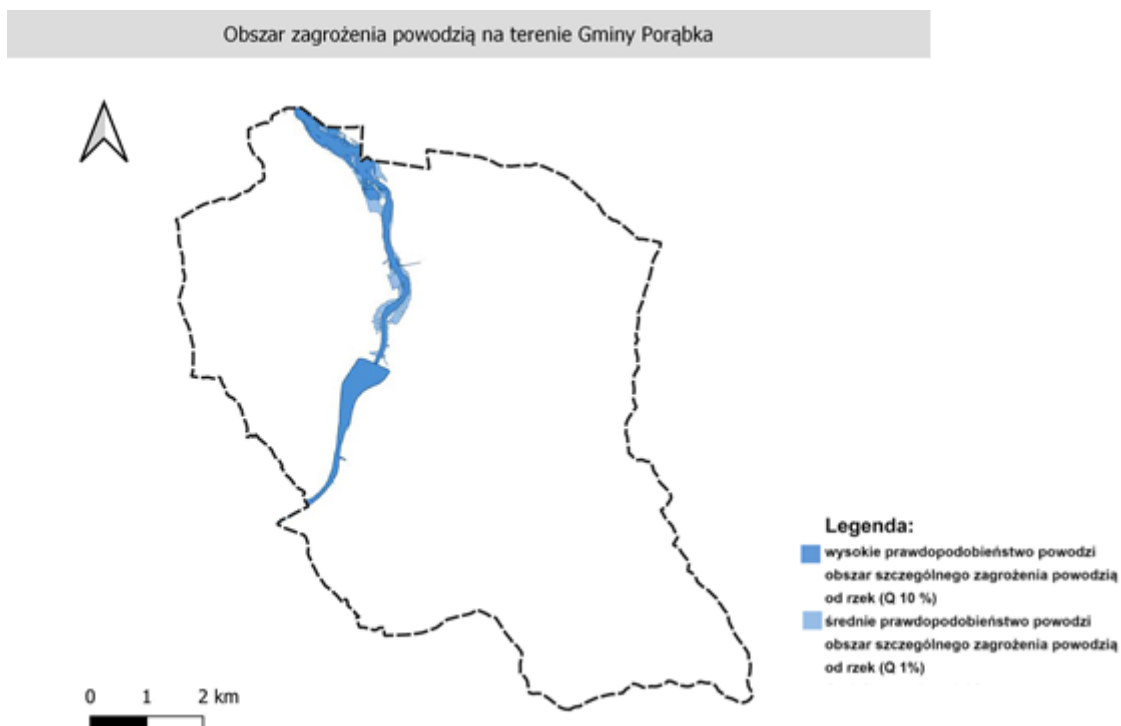 Obszar zagrożenia powodzią na terenie Gminy Porąbka
Legenda:
wysokie prawdopodobieństwo powodzi
obszar szczególnego zagrożenia powodzią
od rzek (Q 10 %)
średnie prawdopodobieństwo powodzi
obszar szczególnego zagrożenia powodzią
od rzek (Q 1%)
0 1 2 km